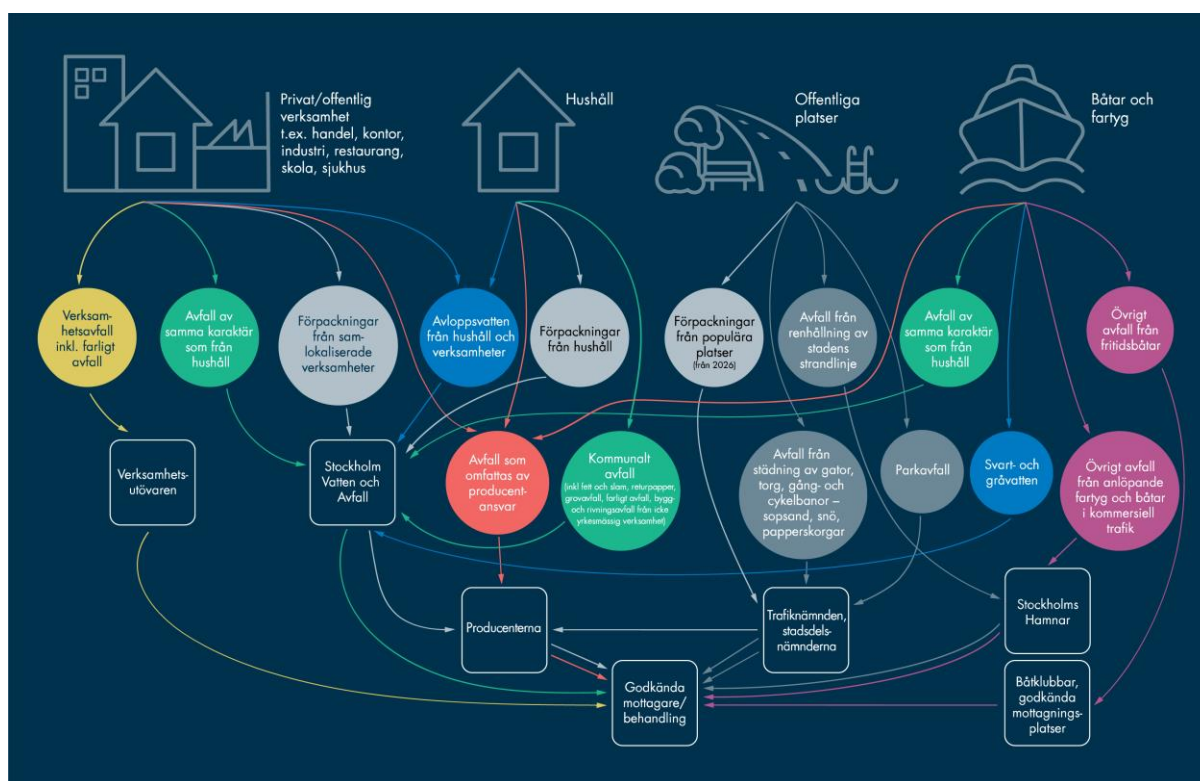 Privat/offentlig
verksamhet
t.ex. handel, kontor,
industri, restaurang,
skola, sjukhus
Hushåll
Offentliga
platser
Båtar och
fartyg
Verksam-
hetsavfall
inkl. farligt
avfall
Avfall av
samma karaktär
som från
hushåll
Förpackningar
från sam-
lokaliserade
verksamheter
Avloppsvatten
från hushåll och
verksamheter
Förpackningar
från hushåll
Förpackningar
från populära
platser
(från 2026)
Avfall från
renhållning av
stadens
strandlinje
Avfall av
samma karaktär
som från
hushåll
Övrigt
avfall från
fritidsbåtar
Verksamhets-
utövaren
Stockholm
Vatten och
Avfall
Avfall som
omfattas av
producent-
ansvar
Kommunalt
avfall
(inkl fett och slam, returpapper,
grovavfall, farligt avfall, bygg-
och rivningsavfall från icke
yrkesmässig verksamhet)
Avfall från
städning av gator,
torg, gång- och
cykelbanor –
sopsand, snö,
papperskorgar
Parkavfall
Svart- och
gråvatten
Övrigt avfall
från anlöpande
fartyg och båtar
i kommersiell
trafik
Producenterna
Trafiknämnden,
stadsdels-
nämnderna
Stockholms
Hamnar
Godkända
mottagare/
behandling
Båtklubbar,
godkända
mottagnings-
platser